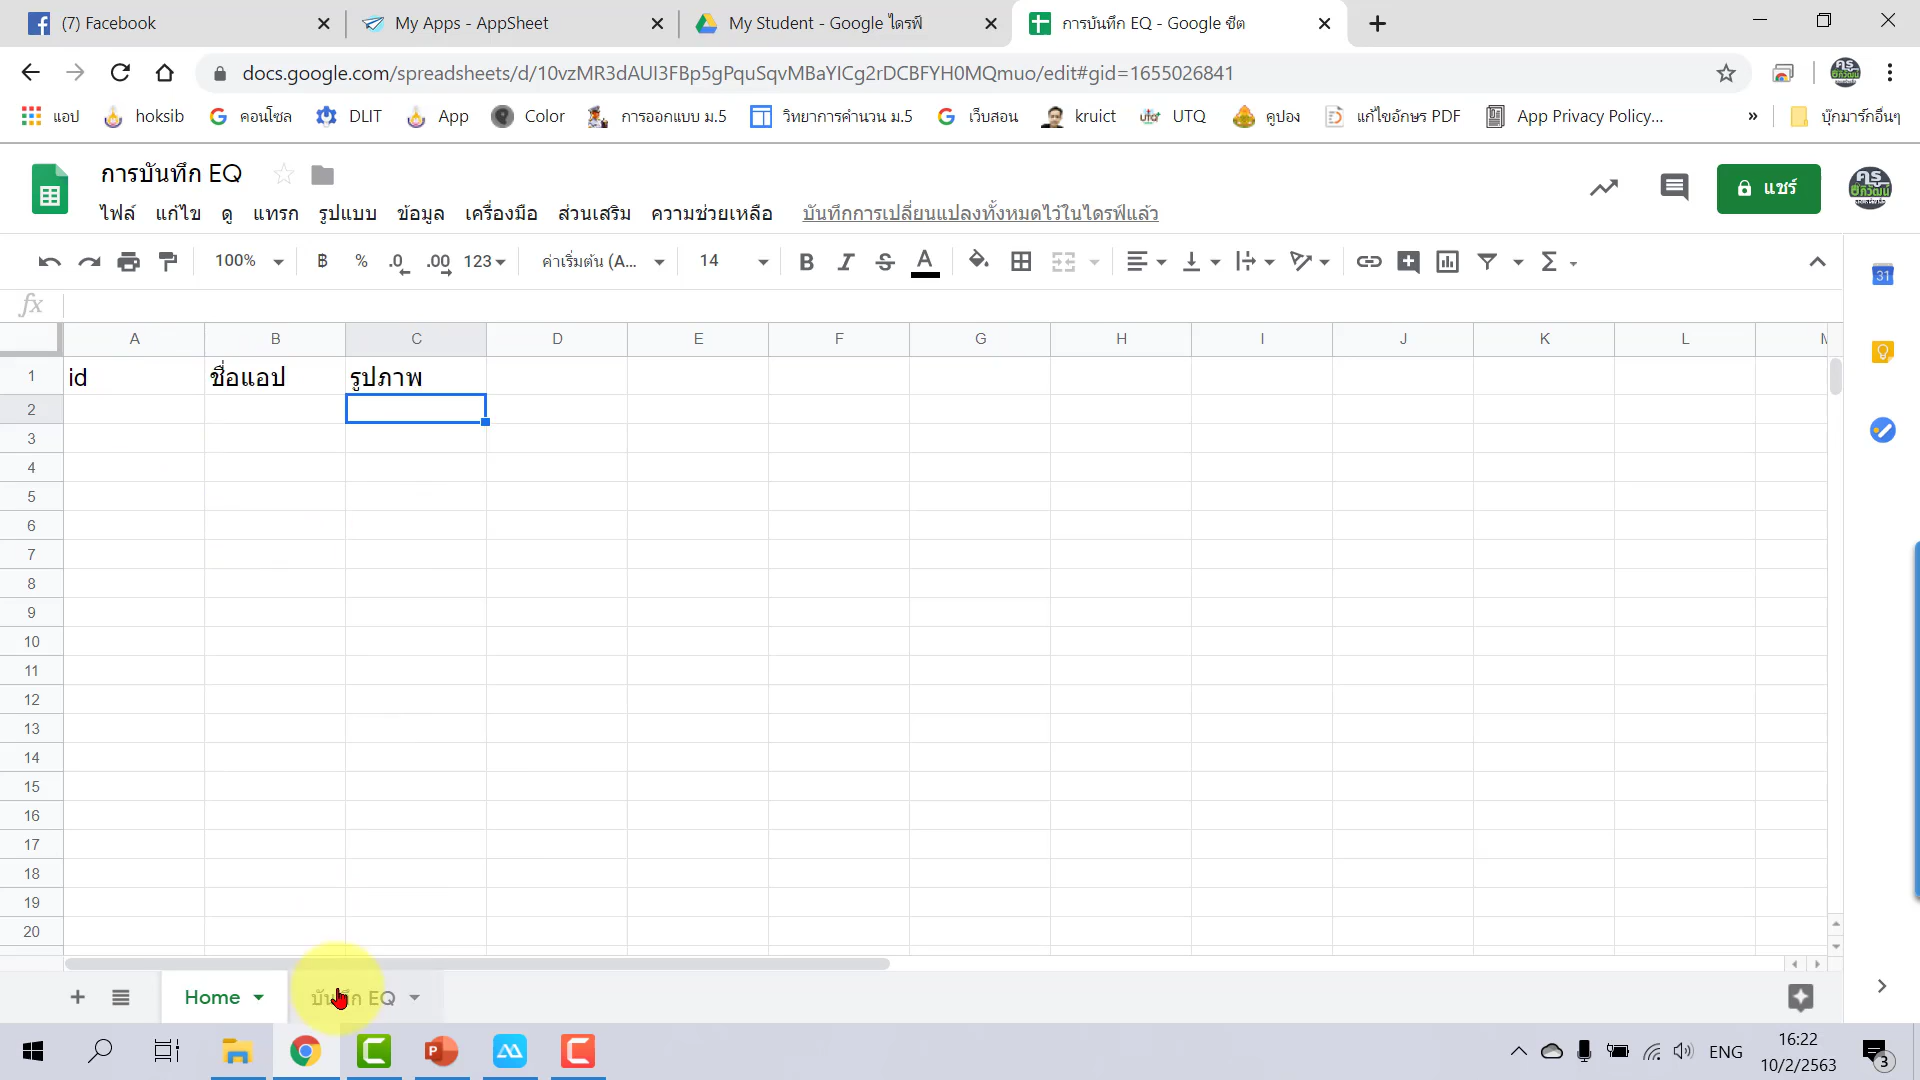 (7) Facebook
My Apps - AppSheet
My Student - Google ไดรฟ์
การบันทึก EQ - Google ชีต
docs.google.com/spreadsheets/d/10vzMR3dAUI3FBp5gPquSqvMBaYICg2rDCBFYH0MQmuo/edit#gid=1655026841
แอป hoksib คอนโซล DLIT App Color การออกแบบ ม.5 วิทยาการคำนวน ม.5 เว็บสอน kruict UTQ คูปอง แก้ไขอักษร PDF App Privacy Policy... » บุ๊กมาร์กอื่นๆ
การบันทึก EQ
แชร์
ไฟล์ แก้ไข ดู แทรก รูปแบบ ข้อมูล เครื่องมือ ส่วนเสริม ความช่วยเหลือ บันทึกการเปลี่ยนแปลงทั้งหมดไว้ในไดรฟ์แล้ว
100% ฿ % .0 .00 123 ค่าเริ่มต้น (A... 14 B I S A Σ
31
fx
A B C D E F G H I J K L
1 id ชื่อแอป รูปภาพ
2
3
4
5
6
7
8
9
10
11
12
13
14
15
16
17
18
19
20
Home บันทึก EQ
ENG
16:22
10/2/2563
3